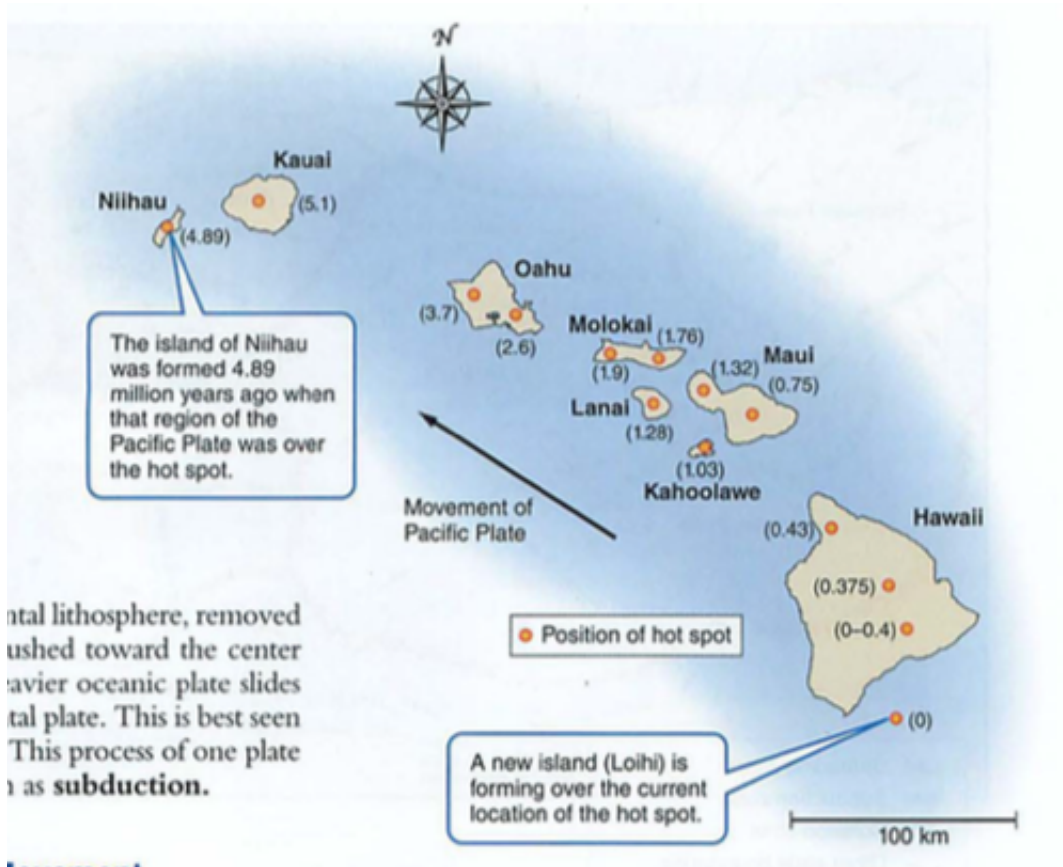 N
Kauai
(5.1)
Niihau
(4.89)
Oahu
(3.7)
(2.6)
Molokai
(1.76)
(1.9)
Maui
(1.32)
(0.75)
Lanai
(1.28)
(1.03)
Kahoolawe
The island of Niihau
was formed 4.89
million years ago when
that region of the
Pacific Plate was over
the hot spot.
Movement of
Pacific Plate
Hawaii
(0.43)
(0.375)
(0–0.4)
(0)
Position of hot spot
A new island (Loihi) is
forming over the current
location of the hot spot.
100 km
ntal lithosphere, removed
ushed toward the center
eavier oceanic plate slides
tal plate. This is best seen
This process of one plate
as subduction.